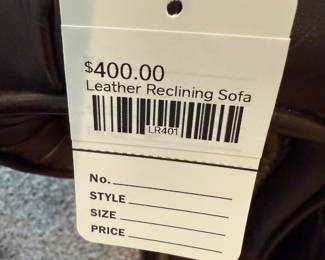 $400.00
Leather Reclining Sofa
LR401
No.
STYLE
SIZE
PRICE